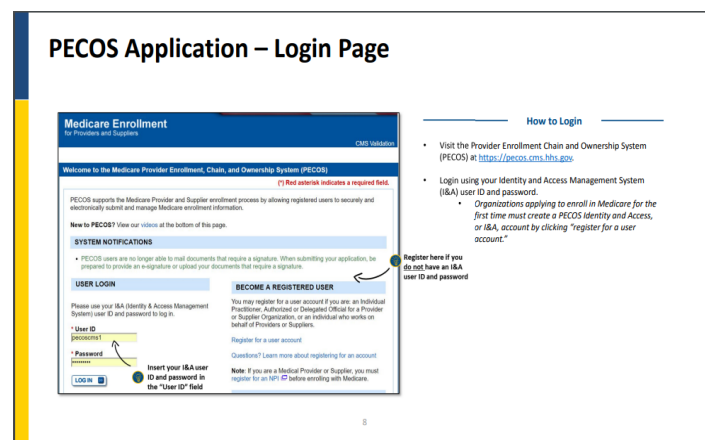 PECOS Application – Login Page
Medicare Enrollment
for Providers and Suppliers
CMS Validation
Welcome to the Medicare Provider Enrollment, Chain, and Ownership System (PECOS)
(*) Red asterisk indicates a required field.
PECOS supports the Medicare Provider and Supplier enrollment process by allowing registered users to securely and
electronically submit and manage Medicare enrollment information.
New to PECOS? View our videos at the bottom of this page.
SYSTEM NOTIFICATIONS
• PECOS users are no longer able to mail documents that require a signature. When submitting your application, be
prepared to provide an e-signature or upload your documents that require a signature.
USER LOGIN
Please use your I&A (Identity & Access Management
System) user ID and password to log in.
* User ID
pecoscms1
* Password
•••••••••
LOG IN
Insert your I&A user
ID and password in
the "User ID" field
BECOME A REGISTERED USER
You may register for a user account if you are: an Individual
Practitioner, Authorized or Delegated Official for a Provider
or Supplier Organization, or an individual who works on
behalf of Providers or Suppliers.
Register for a user account
Questions? Learn more about registering for an account
Note: If you are a Medical Provider or Supplier, you must
register for an NPI before enrolling with Medicare.
Register here if you
do not have an I&A
user ID and password
How to Login
• Visit the Provider Enrollment Chain and Ownership System
(PECOS) at https://pecos.cms.hhs.gov.
• Login using your Identity and Access Management System
(I&A) user ID and password.
• Organizations applying to enroll in Medicare for the
first time must create a PECOS Identity and Access,
or I&A, account by clicking "register for a user
account."
8